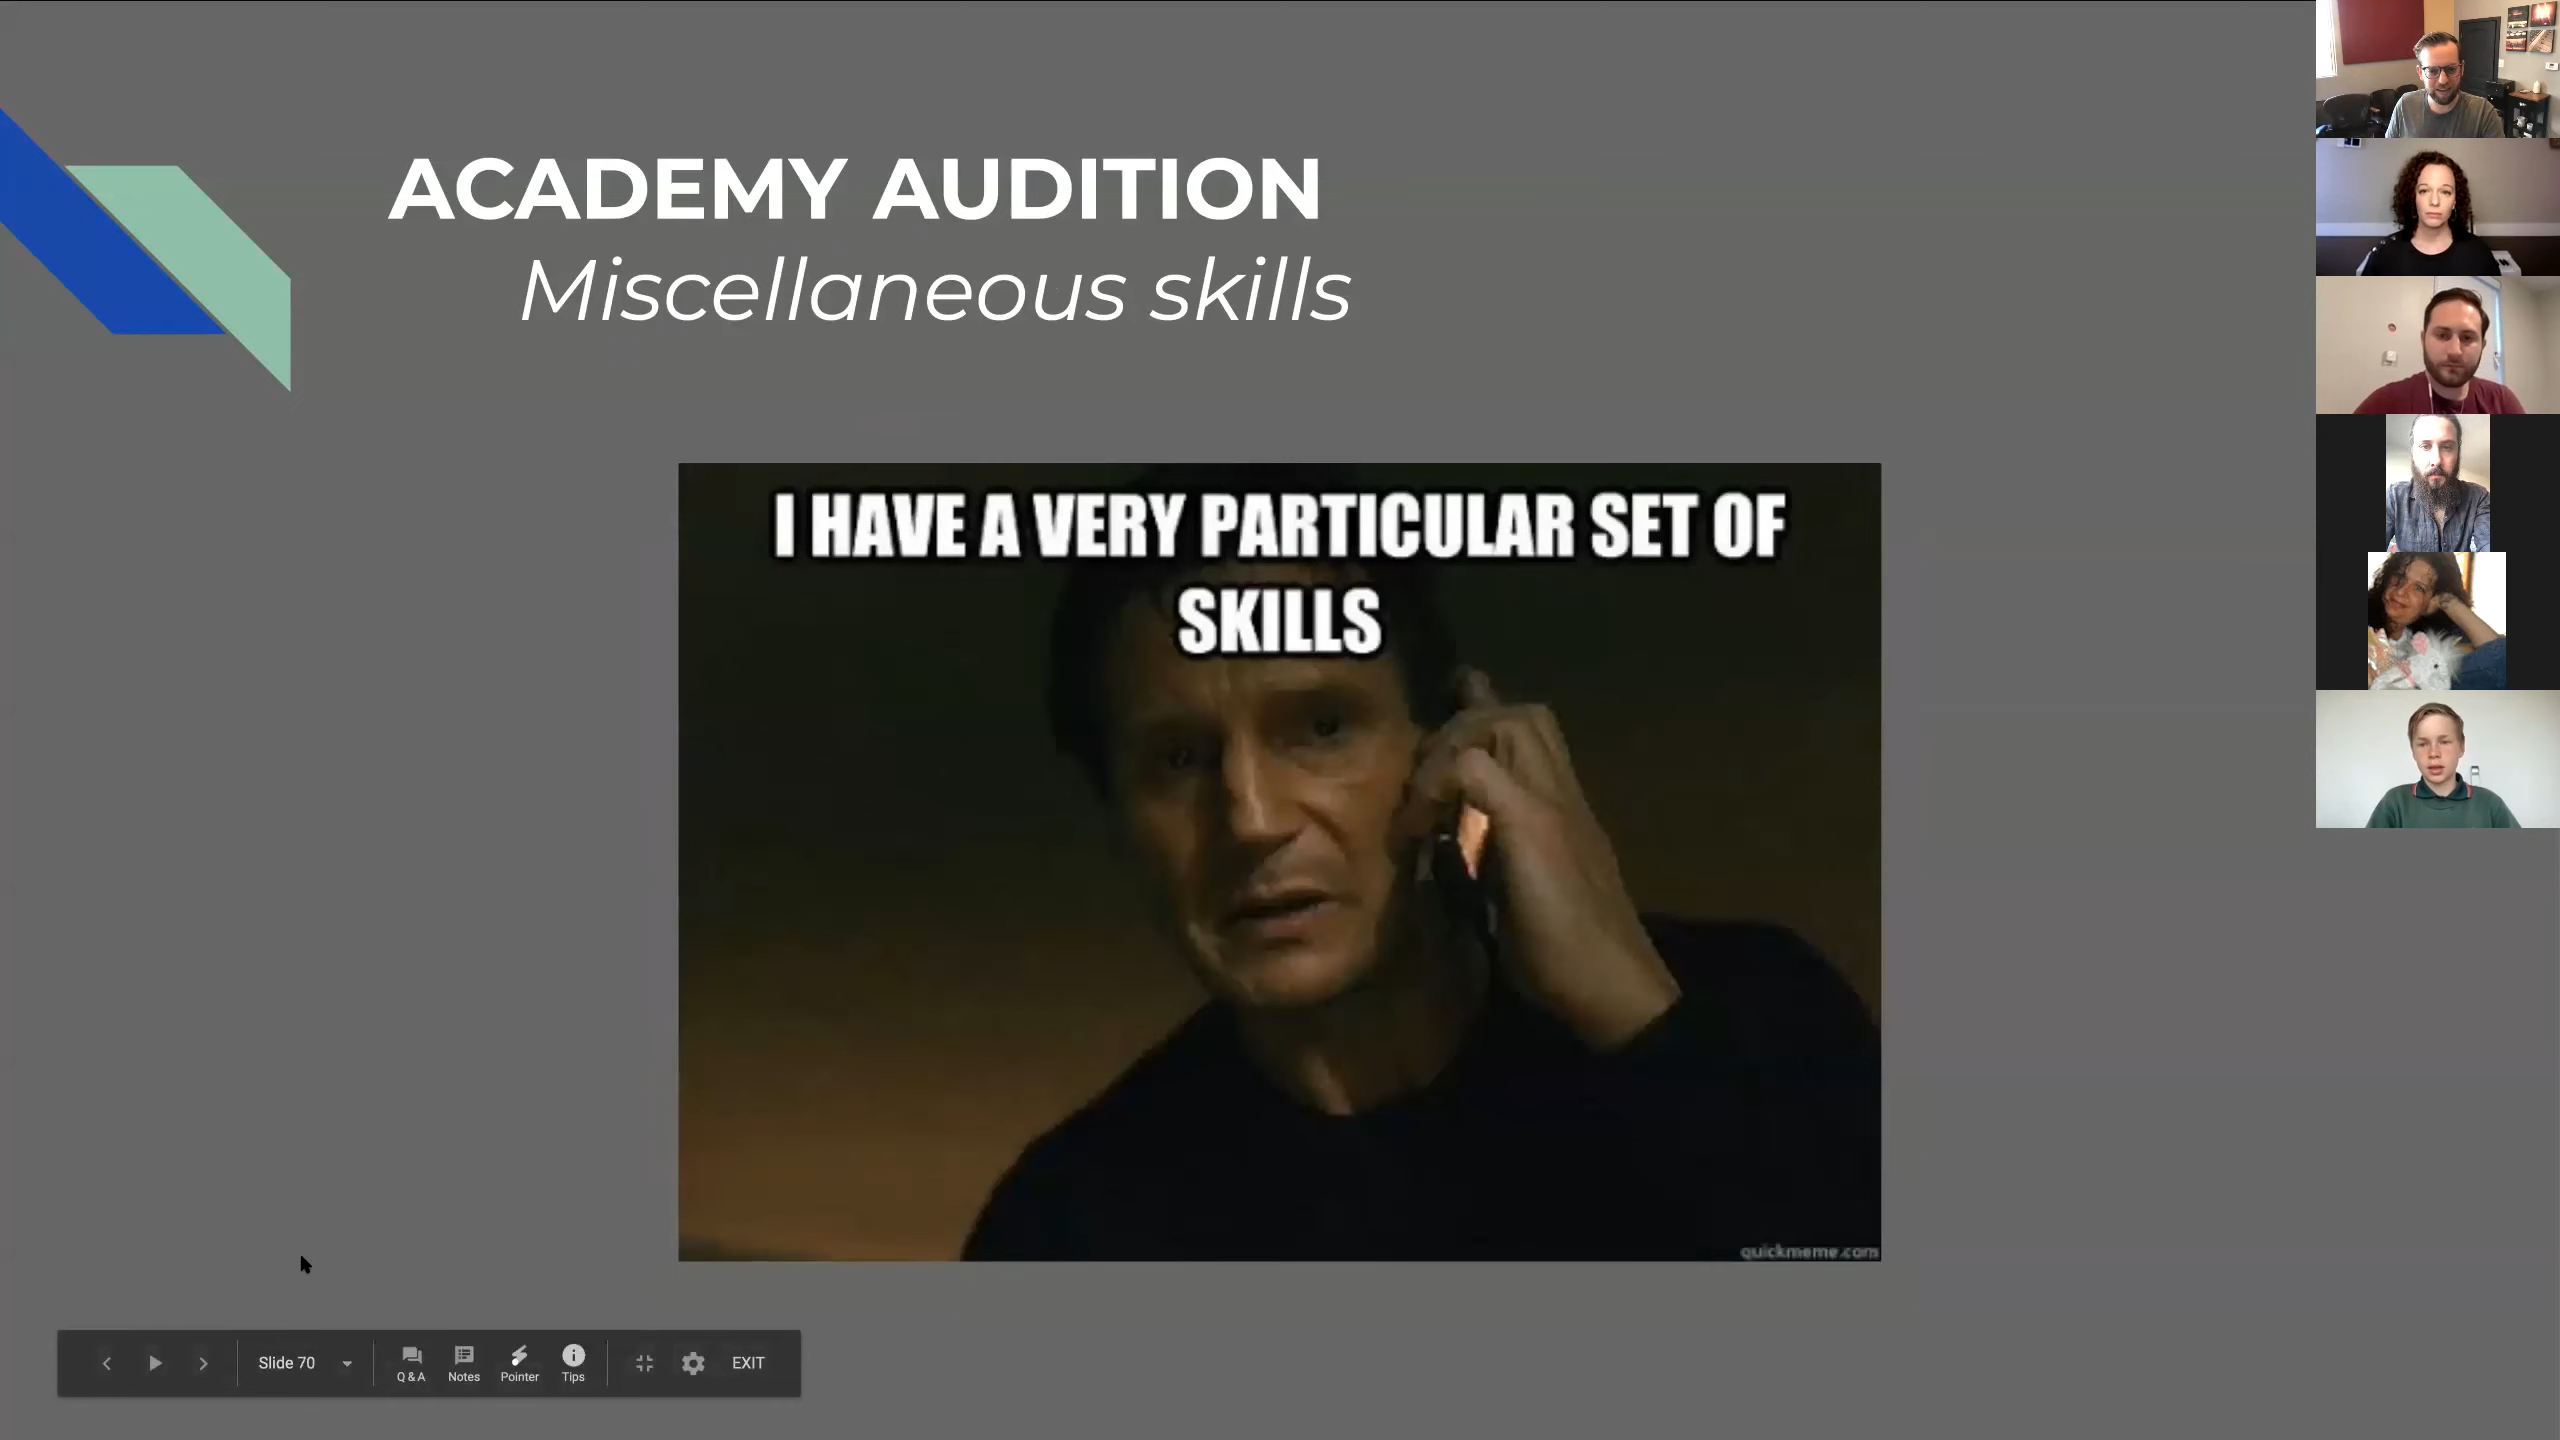 ACADEMY AUDITION
Miscellaneous skills
I HAVE A VERY PARTICULAR SET OF
SKILLS
quickmeme.com
Slide 70
Q & A
Notes
Pointer
Tips
EXIT